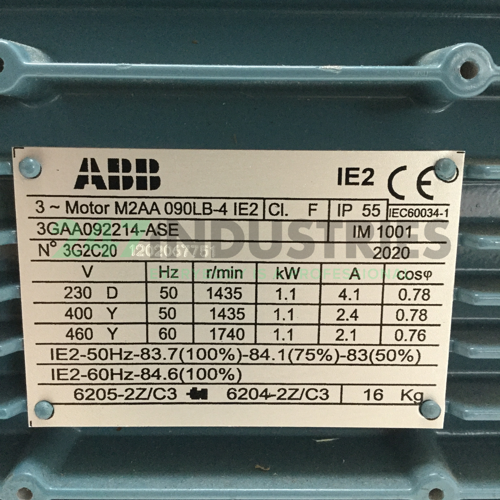 ABB IE2 CE
3 ~ Motor M2AA 090LB-4 IE2 Cl. F IP 55 IEC60034-1
3GAA092214-ASE IM 1001
N° 3G2C20 1202067751 2020
V Hz r/min kW A cosφ
230 D 50 1435 1.1 4.1 0.78
400 Y 50 1435 1.1 2.4 0.78
460 Y 60 1740 1.1 2.1 0.76
IE2-50Hz-83.7(100%)-84.1(75%)-83(50%)
IE2-60Hz-84.6(100%)
6205-2Z/C3 6204-2Z/C3 16 Kg
INDUSTRIES